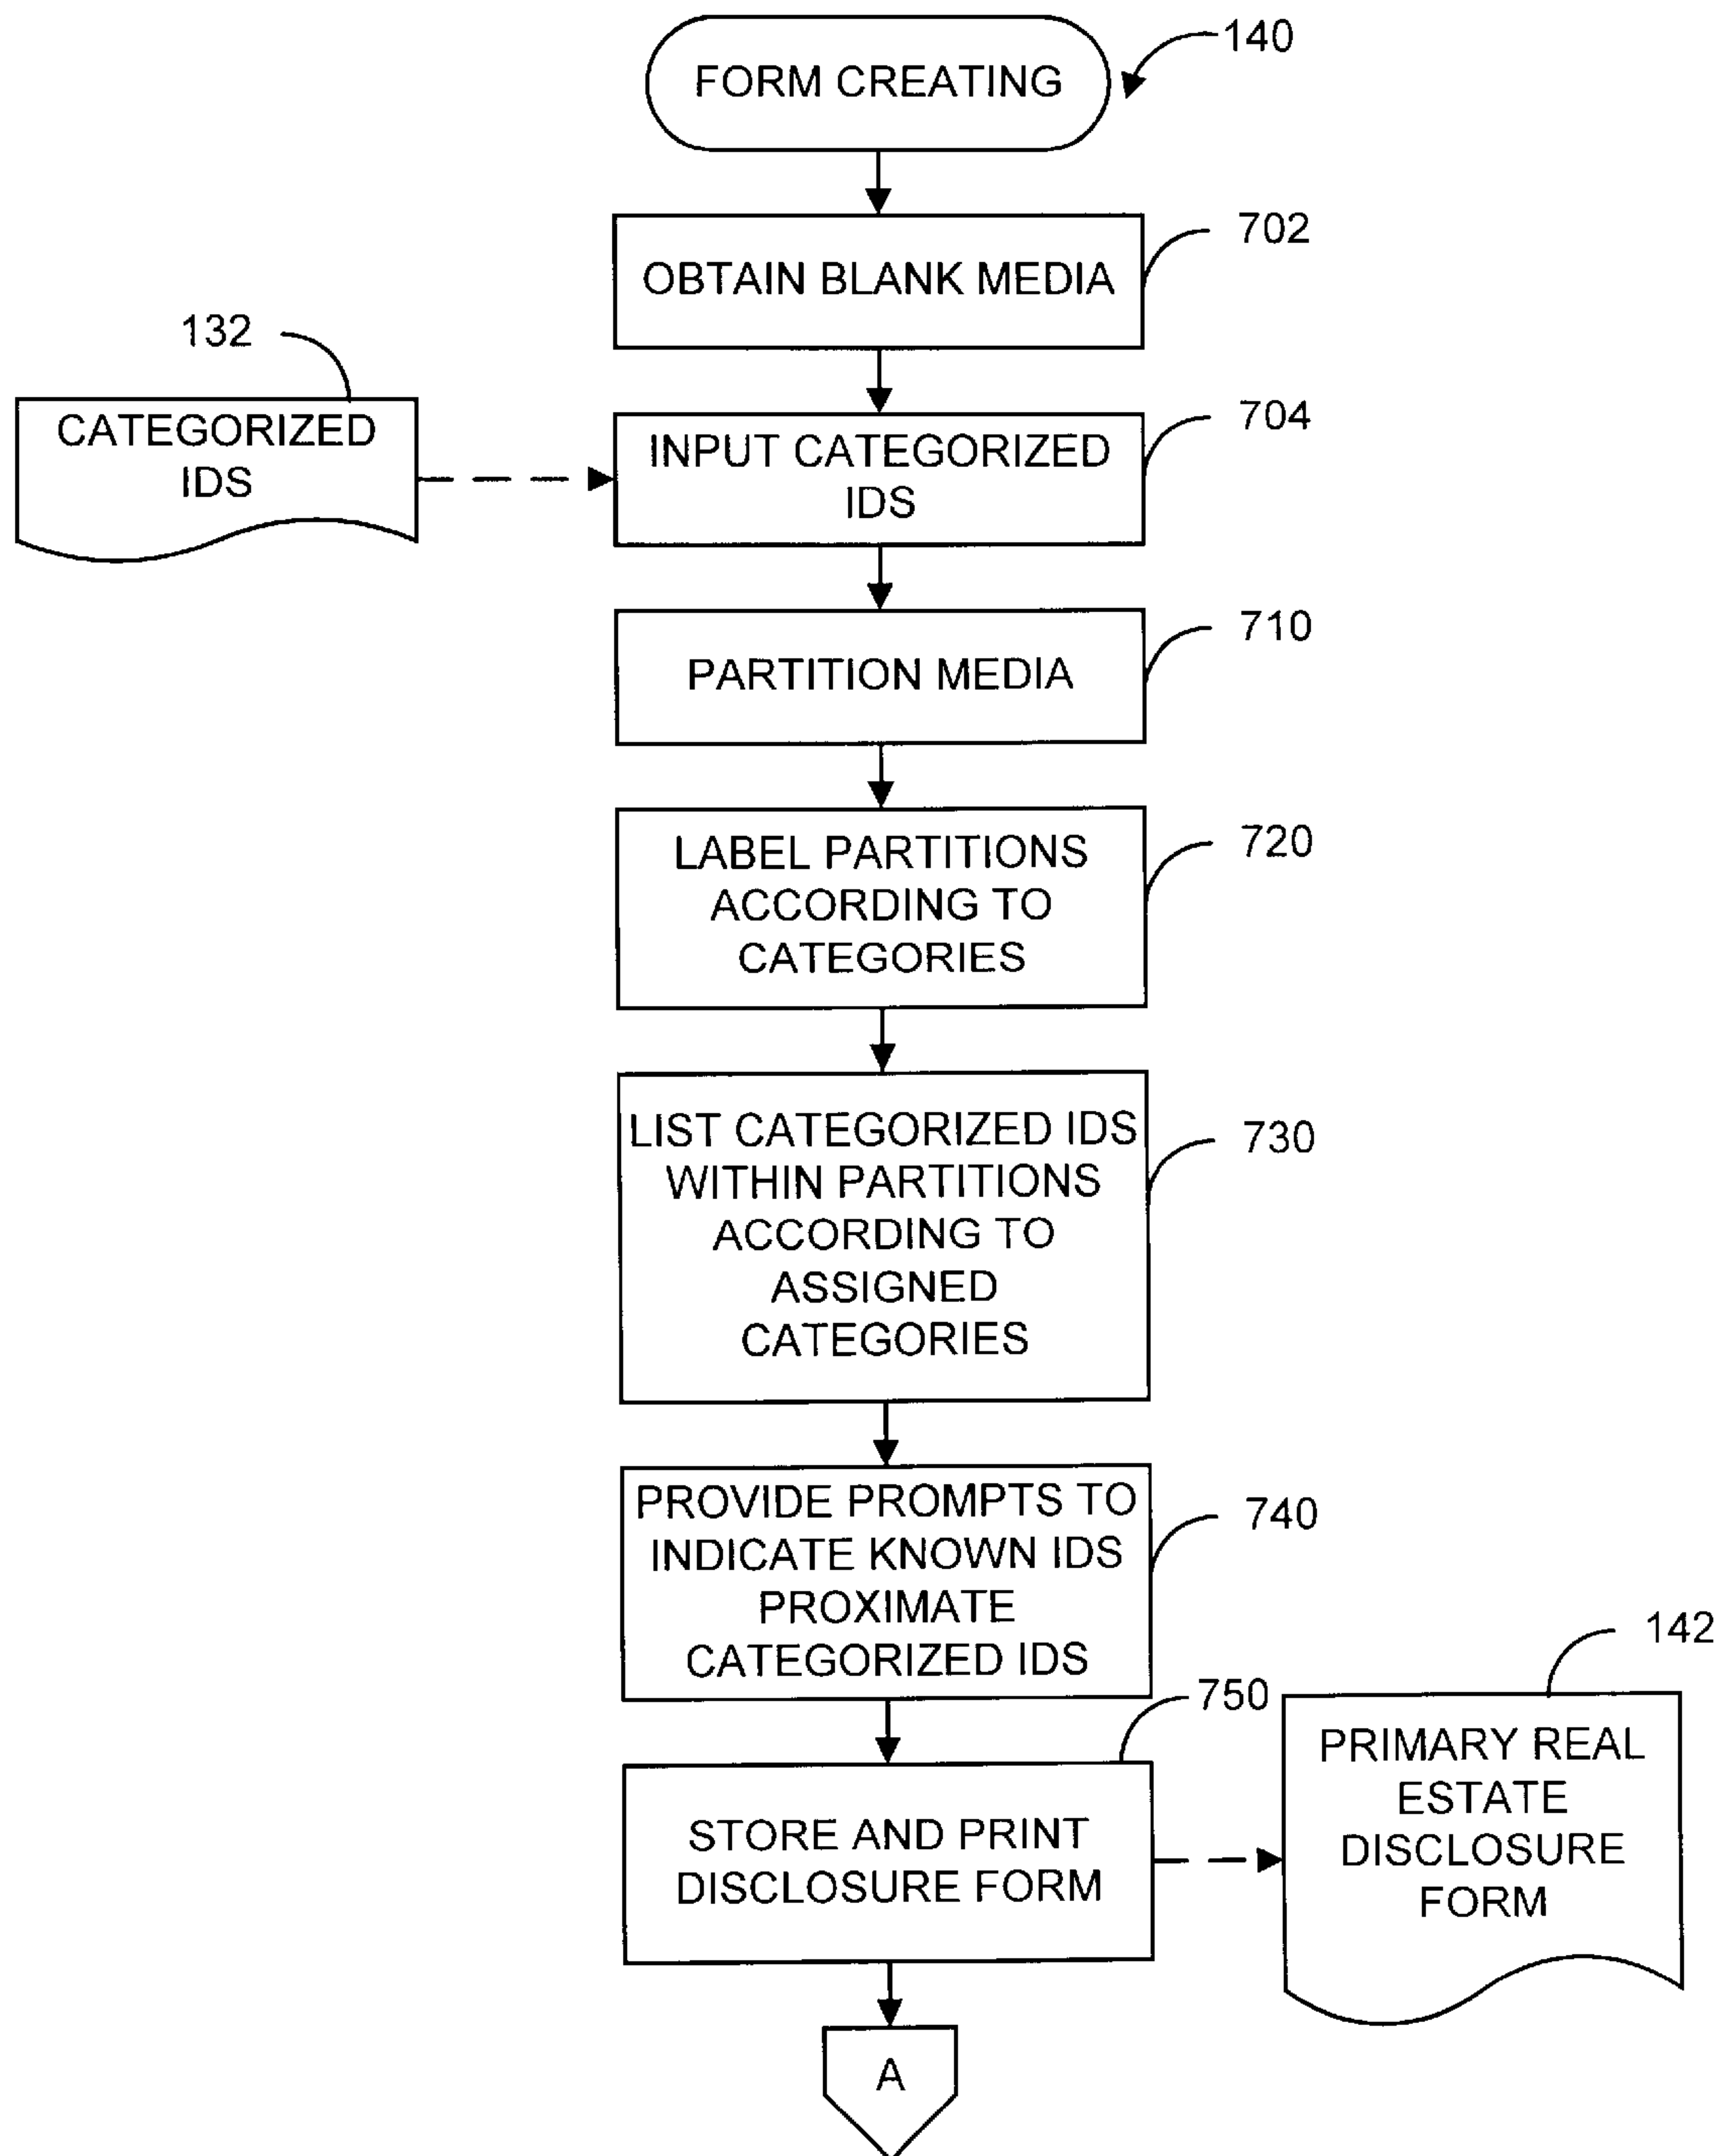 FORM CREATING
140
OBTAIN BLANK MEDIA
702
132
CATEGORIZED
IDS
INPUT CATEGORIZED
IDS
704
PARTITION MEDIA
710
LABEL PARTITIONS
ACCORDING TO
CATEGORIES
720
LIST CATEGORIZED IDS
WITHIN PARTITIONS
ACCORDING TO
ASSIGNED
CATEGORIES
730
PROVIDE PROMPTS TO
INDICATE KNOWN IDS
PROXIMATE
CATEGORIZED IDS
740
750
STORE AND PRINT
DISCLOSURE FORM
142
PRIMARY REAL
ESTATE
DISCLOSURE
FORM
A